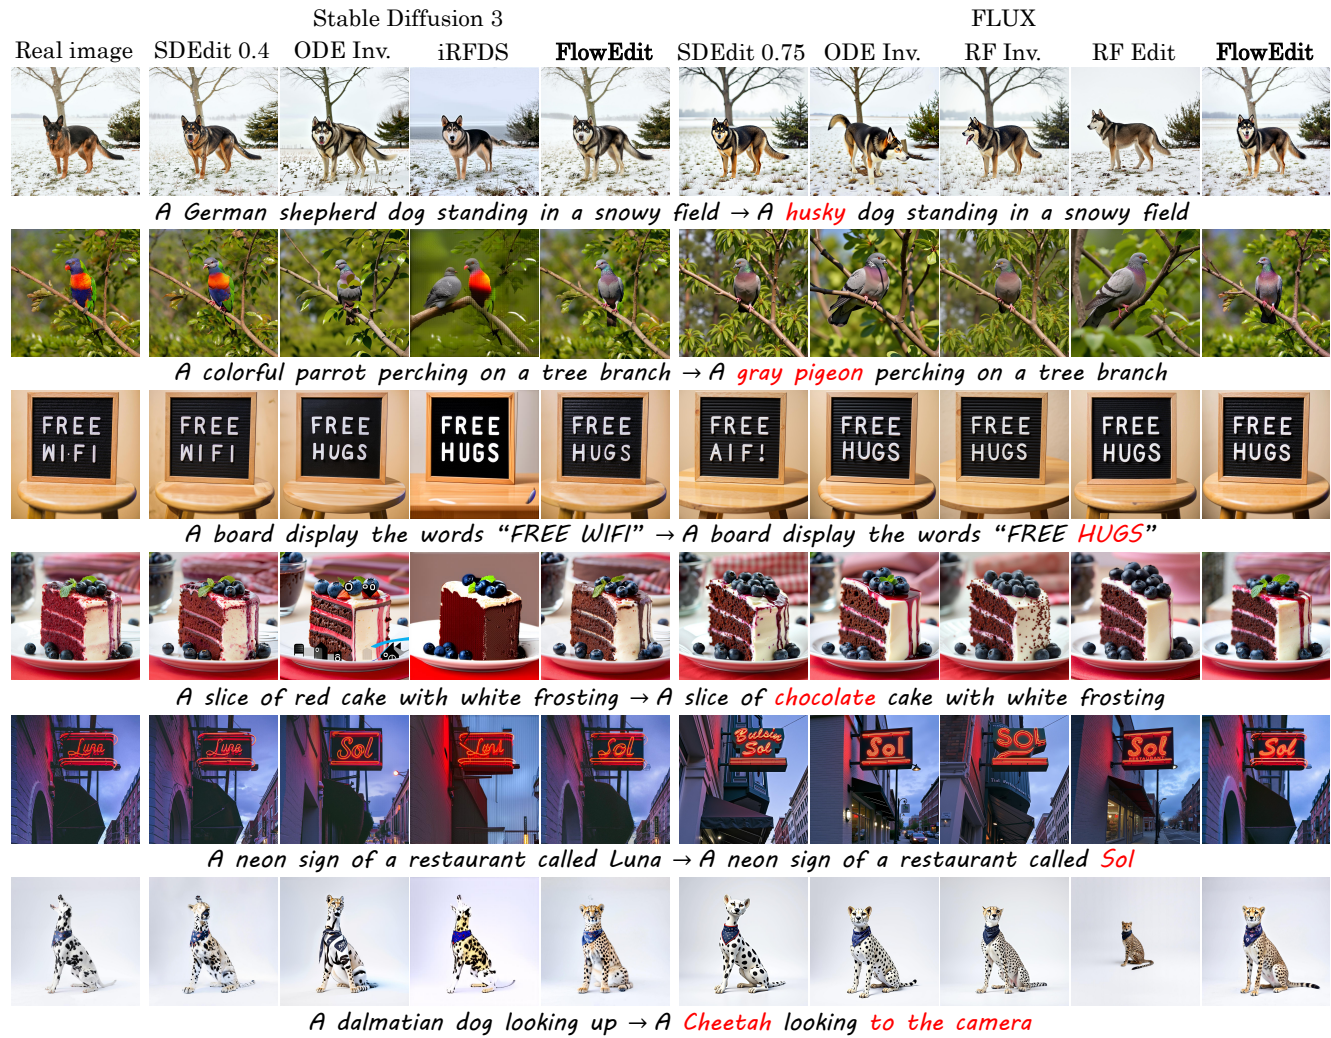 Stable Diffusion 3 FLUX
Real image SDEdit 0.4 ODE Inv. iRFDS FlowEdit SDEdit 0.75 ODE Inv. RF Inv. RF Edit FlowEdit
A German shepherd dog standing in a snowy field → A husky dog standing in a snowy field
A colorful parrot perching on a tree branch → A gray pigeon perching on a tree branch
FREE FREE FREE FREE FREE FREE FREE FREE FREE FREE
WI·FI WIFI HUGS HUGS HUGS AIF! HUGS HUGS HUGS HUGS
A board display the words “FREE WIFI” → A board display the words “FREE HUGS”
A slice of red cake with white frosting → A slice of chocolate cake with white frosting
Luna Luna Sol Sol Sol Sol SOL Sol Sol
RESTAURANT
A neon sign of a restaurant called Luna → A neon sign of a restaurant called Sol
A dalmatian dog looking up → A Cheetah looking to the camera